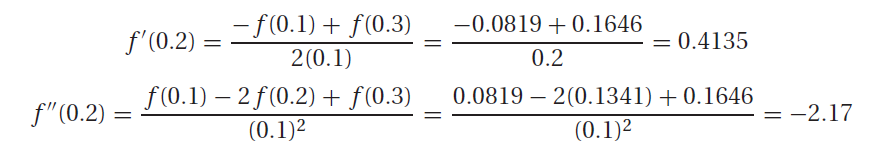 f′(0.2) = (−f(0.1) + f(0.3)) / 2(0.1) = (−0.0819 + 0.1646) / 0.2 = 0.4135
f″(0.2) = (f(0.1) − 2f(0.2) + f(0.3)) / (0.1)² = (0.0819 − 2(0.1341) + 0.1646) / (0.1)² = −2.17